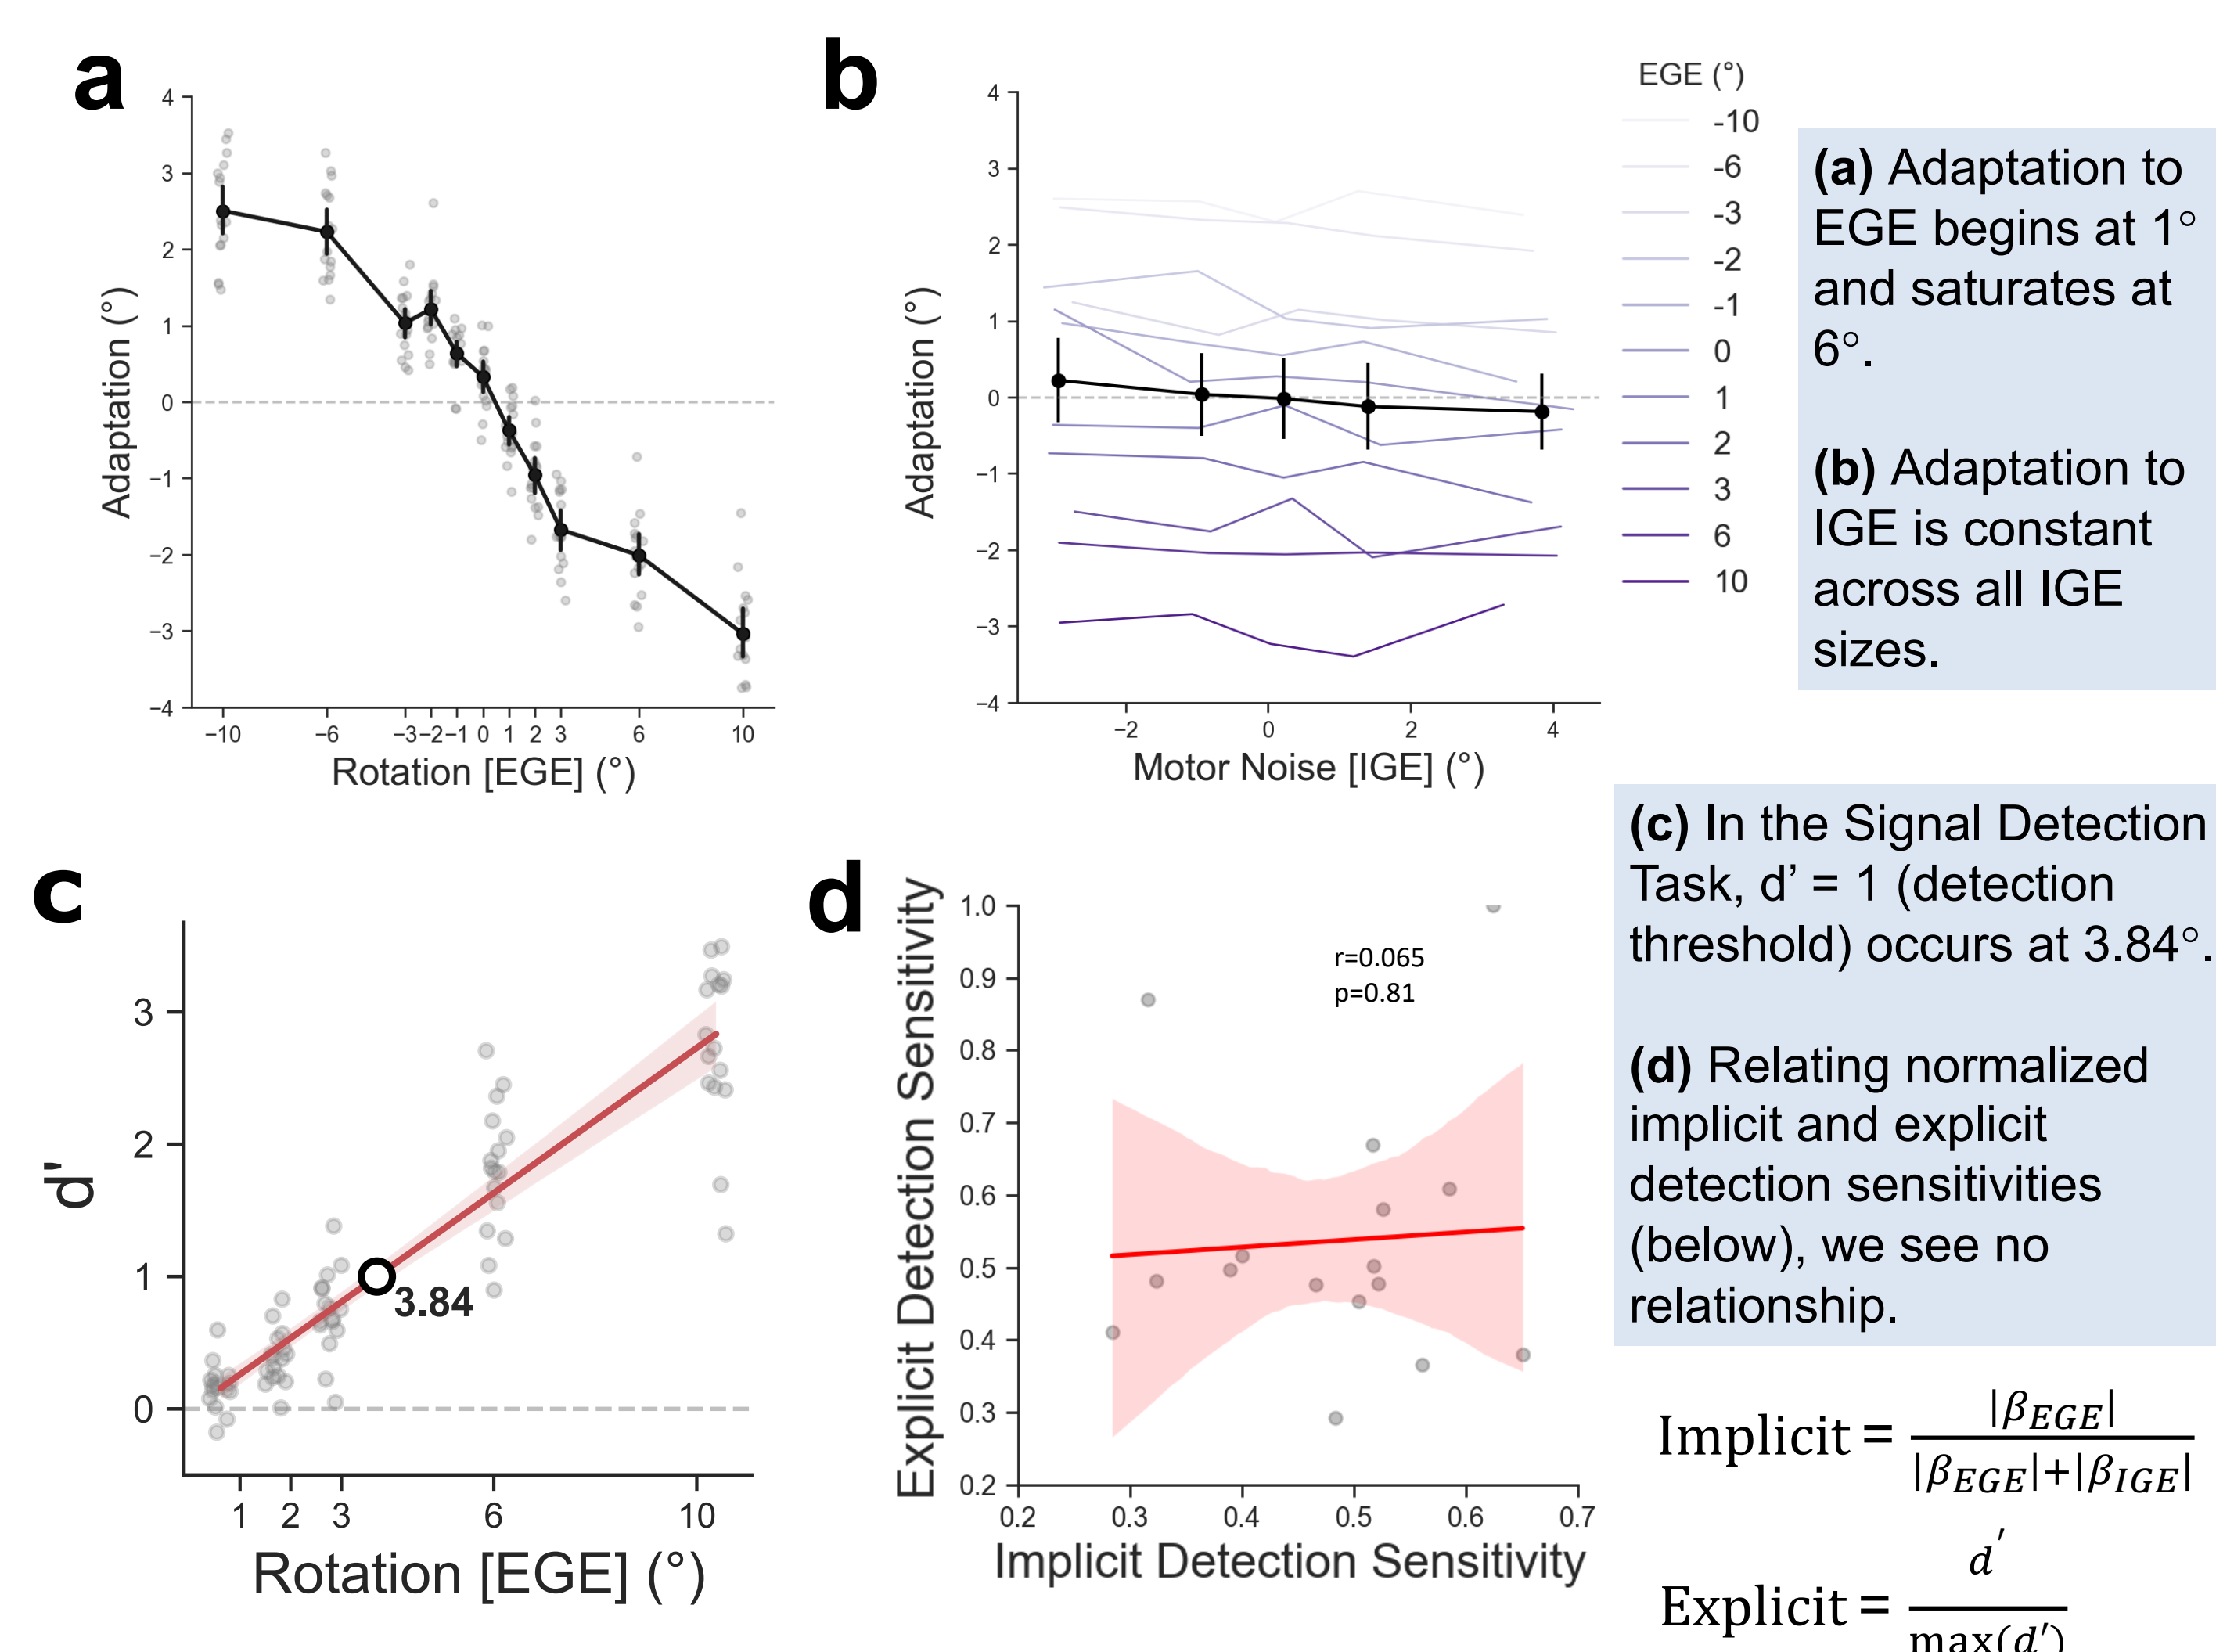 a
4
3
2
1
0
−1
−2
−3
−4
Adaptation (°)
−10 −6 −3 −2 −1 0 1 2 3 6 10
Rotation [EGE] (°)
b
4
3
2
1
0
−1
−2
−3
−4
Adaptation (°)
−2 0 2 4
Motor Noise [IGE] (°)
EGE (°)
-10
-6
-3
-2
-1
0
1
2
3
6
10
(a) Adaptation to
EGE begins at 1°
and saturates at
6°.
(b) Adaptation to
IGE is constant
across all IGE
sizes.
c
3
2
1
0
d'
3.84
1 2 3 6 10
Rotation [EGE] (°)
d
1.0
0.9
0.8
0.7
0.6
0.5
0.4
0.3
0.2
Explicit Detection Sensitivity
r=0.065
p=0.81
0.2 0.3 0.4 0.5 0.6 0.7
Implicit Detection Sensitivity
(c) In the Signal Detection
Task, d’ = 1 (detection
threshold) occurs at 3.84°.
(d) Relating normalized
implicit and explicit
detection sensitivities
(below), we see no
relationship.
Implicit = |β_EGE| / |β_EGE|+|β_IGE|
Explicit = d′ / max(d′)